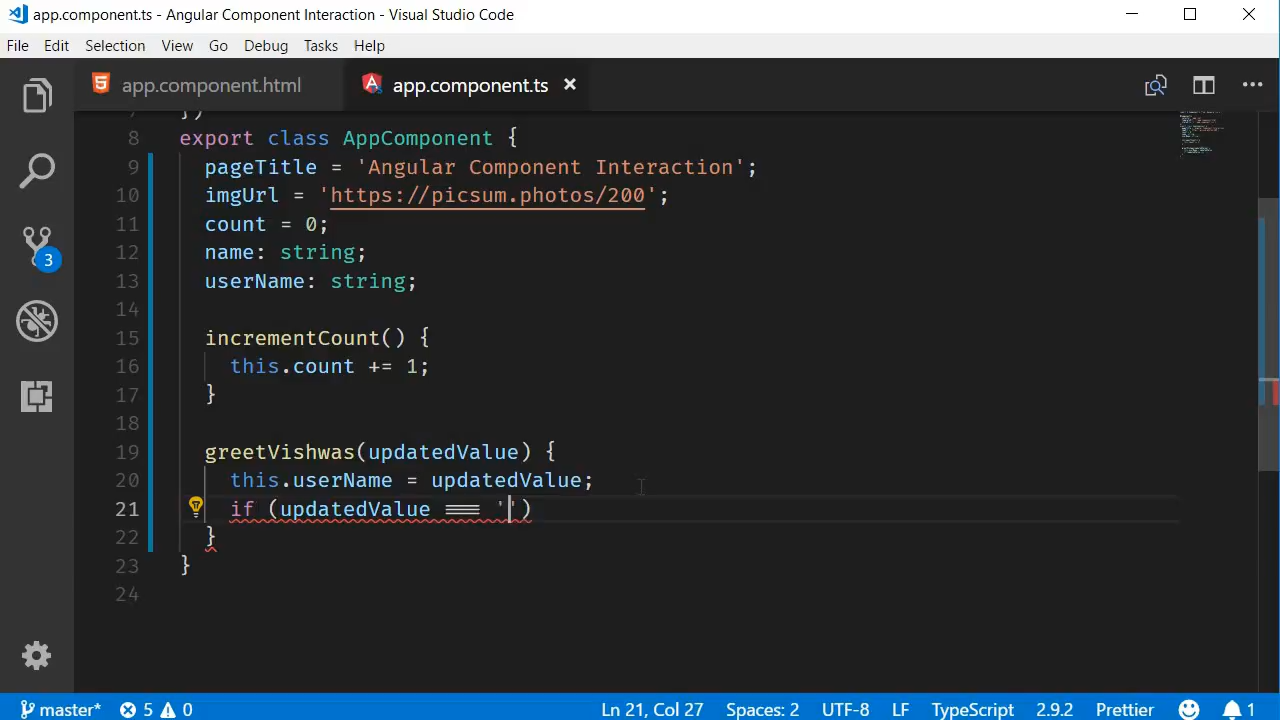 app.component.ts - Angular Component Interaction - Visual Studio Code
File Edit Selection View Go Debug Tasks Help
app.component.html app.component.ts
8 export class AppComponent {
9 pageTitle = 'Angular Component Interaction';
10 imgUrl = 'https://picsum.photos/200';
11 count = 0;
12 name: string;
13 userName: string;
14
15 incrementCount() {
16 this.count += 1;
17 }
18
19 greetVishwas(updatedValue) {
20 this.userName = updatedValue;
21 if (updatedValue === '')
22 }
23 }
24
3
master* 5 0 Ln 21, Col 27 Spaces: 2 UTF-8 LF TypeScript 2.9.2 Prettier 1